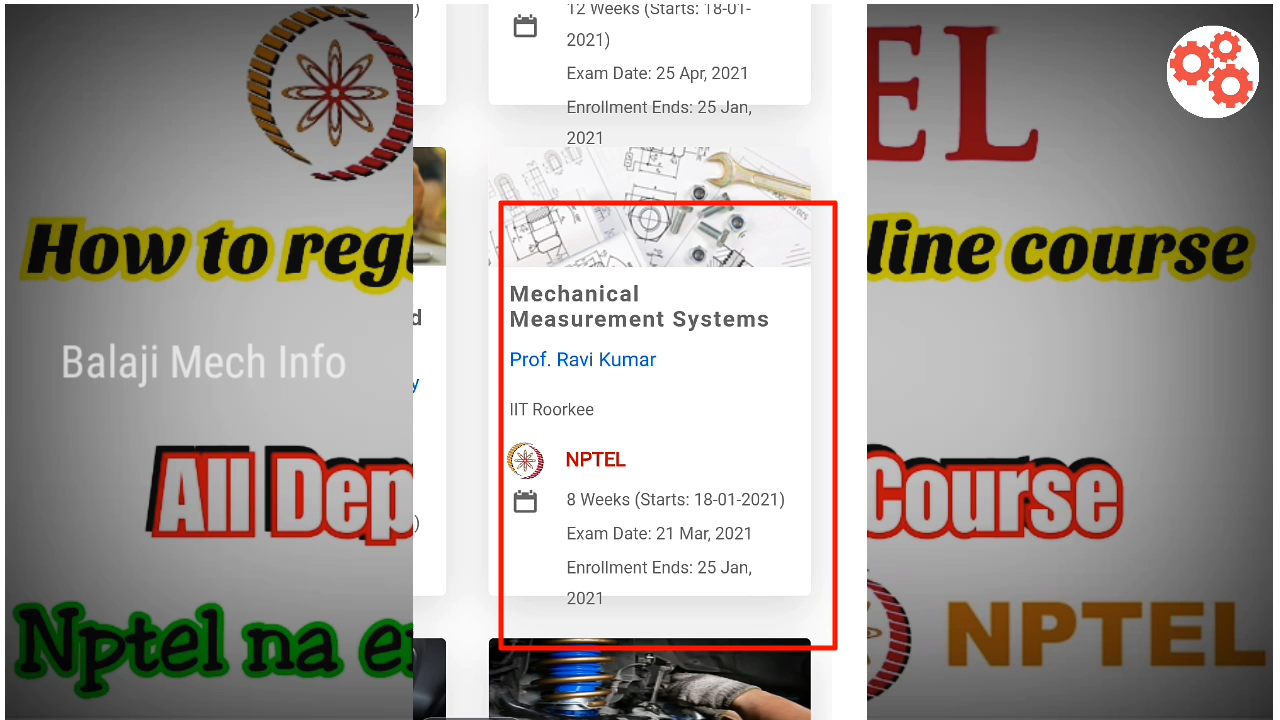 12 Weeks (Starts: 18-01-
2021)
Exam Date: 25 Apr, 2021
Enrollment Ends: 25 Jan,
2021
EL
How to reg
line course
Mechanical
Measurement Systems
d
Balaji Mech Info
Prof. Ravi Kumar
y
IIT Roorkee
NPTEL
All Dep
Course
8 Weeks (Starts: 18-01-2021)
Exam Date: 21 Mar, 2021
Enrollment Ends: 25 Jan,
2021
Nptel na e
NPTEL